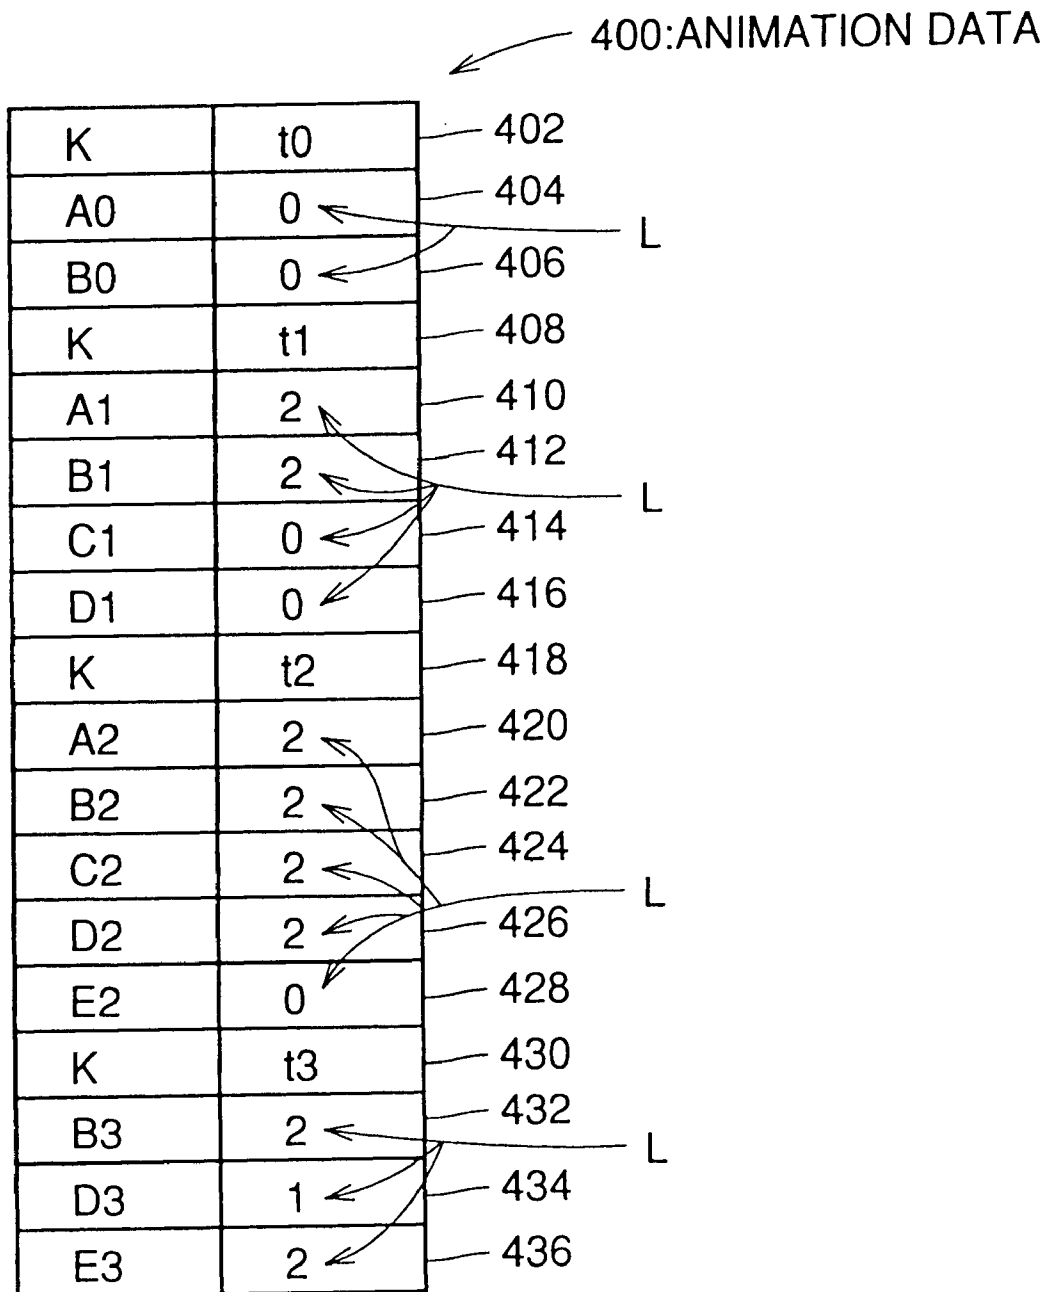 400:ANIMATION DATA
K t0 402
A0 0 404
L
B0 0 406
K t1 408
A1 2 410
B1 2 412
L
C1 0 414
D1 0 416
K t2 418
A2 2 420
B2 2 422
C2 2 424
L
D2 2 426
E2 0 428
K t3 430
B3 2 432
L
D3 1 434
E3 2 436